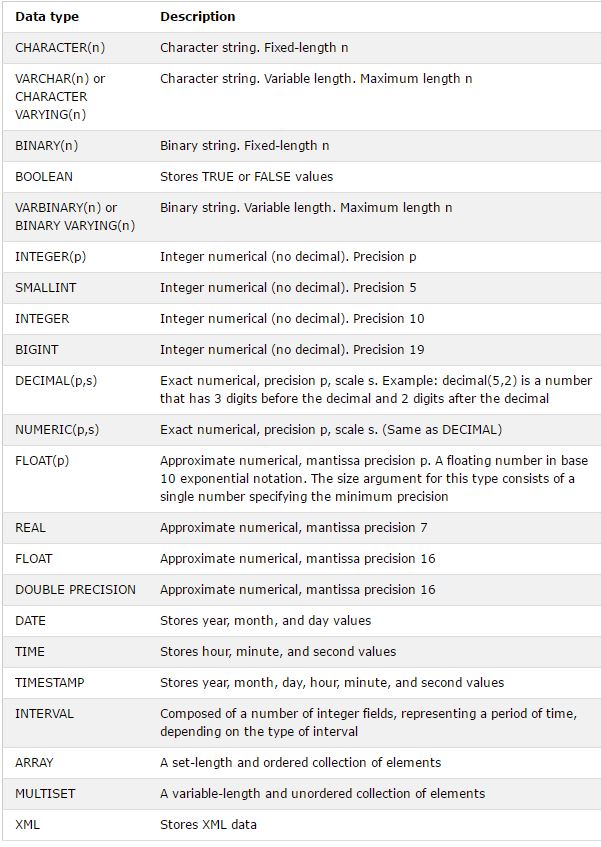 Data type Description
CHARACTER(n) Character string. Fixed-length n
VARCHAR(n) or Character string. Variable length. Maximum length n
CHARACTER
VARYING(n)
BINARY(n) Binary string. Fixed-length n
BOOLEAN Stores TRUE or FALSE values
VARBINARY(n) or Binary string. Variable length. Maximum length n
BINARY VARYING(n)
INTEGER(p) Integer numerical (no decimal). Precision p
SMALLINT Integer numerical (no decimal). Precision 5
INTEGER Integer numerical (no decimal). Precision 10
BIGINT Integer numerical (no decimal). Precision 19
DECIMAL(p,s) Exact numerical, precision p, scale s. Example: decimal(5,2) is a number
that has 3 digits before the decimal and 2 digits after the decimal
NUMERIC(p,s) Exact numerical, precision p, scale s. (Same as DECIMAL)
FLOAT(p) Approximate numerical, mantissa precision p. A floating number in base
10 exponential notation. The size argument for this type consists of a
single number specifying the minimum precision
REAL Approximate numerical, mantissa precision 7
FLOAT Approximate numerical, mantissa precision 16
DOUBLE PRECISION Approximate numerical, mantissa precision 16
DATE Stores year, month, and day values
TIME Stores hour, minute, and second values
TIMESTAMP Stores year, month, day, hour, minute, and second values
INTERVAL Composed of a number of integer fields, representing a period of time,
depending on the type of interval
ARRAY A set-length and ordered collection of elements
MULTISET A variable-length and unordered collection of elements
XML Stores XML data